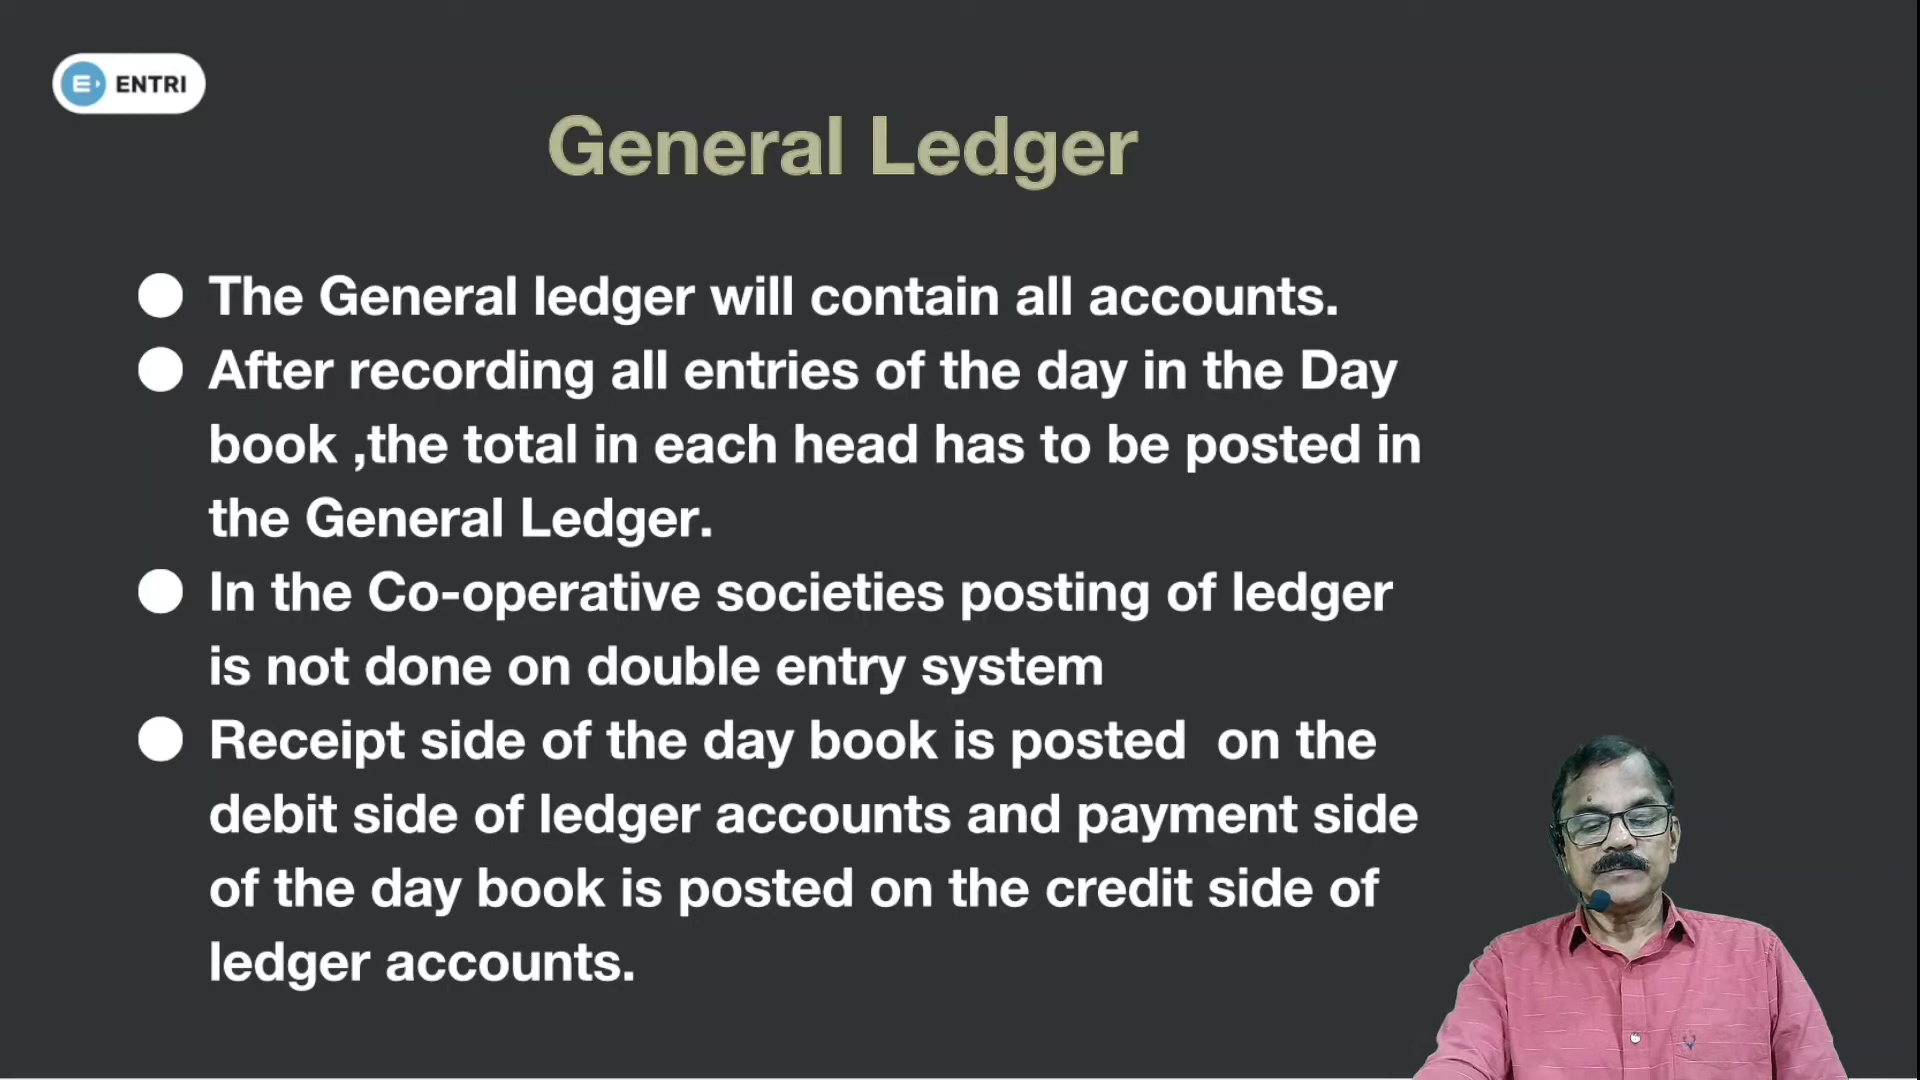 ENTRI
General Ledger
The General ledger will contain all accounts.
After recording all entries of the day in the Day
book ,the total in each head has to be posted in
the General Ledger.
In the Co-operative societies posting of ledger
is not done on double entry system
Receipt side of the day book is posted  on the
debit side of ledger accounts and payment side
of the day book is posted on the credit side of
ledger accounts.